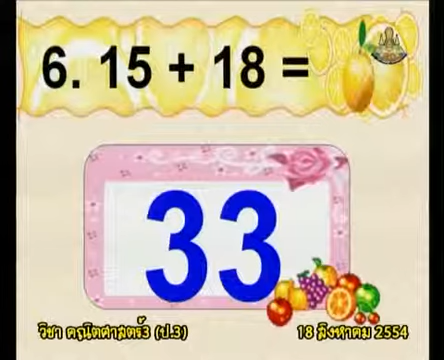 6. 15 + 18 =
33
วิชา คณิตศาสตร์3 (ป.3)
18 สิงหาคม 2554